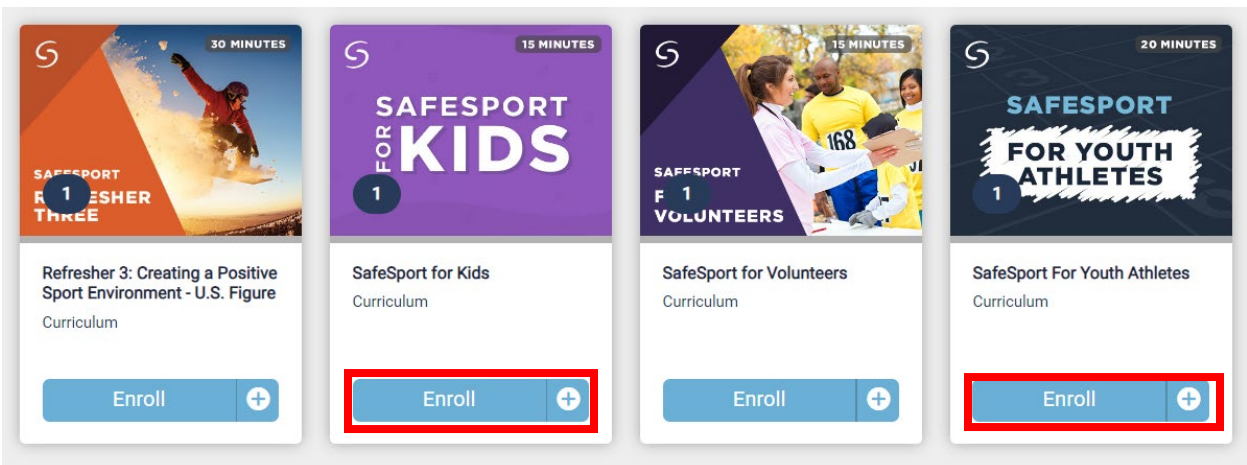 30 MINUTES
SAFESPORT
REFRESHER
THREE
1
Refresher 3: Creating a Positive
Sport Environment - U.S. Figure
Curriculum
Enroll
15 MINUTES
SAFESPORT
FOR KIDS
1
SafeSport for Kids
Curriculum
Enroll
15 MINUTES
168
SAFESPORT
1
VOLUNTEERS
SafeSport for Volunteers
Curriculum
Enroll
20 MINUTES
SAFESPORT
FOR YOUTH
ATHLETES
1
SafeSport For Youth Athletes
Curriculum
Enroll